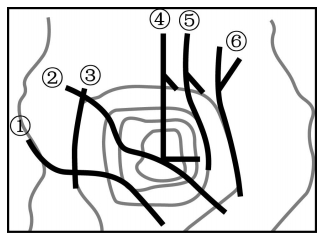 ④ ⑤
⑥
② ③
①